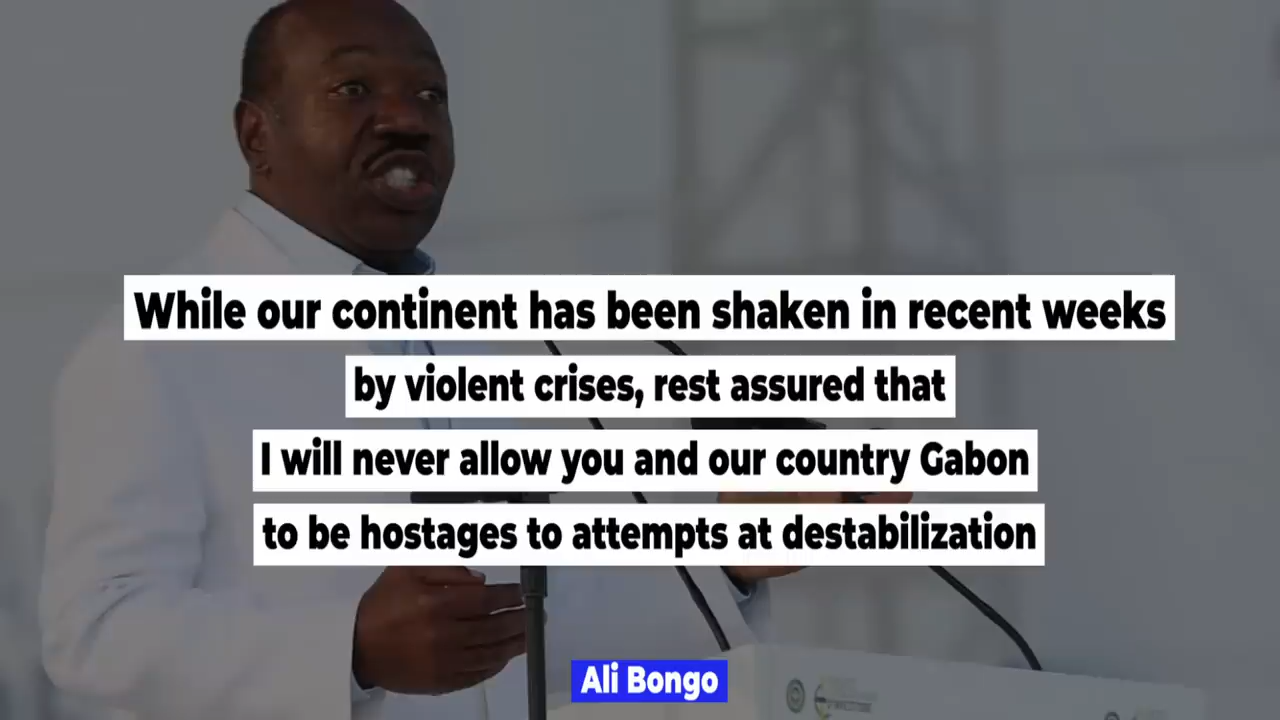 While our continent has been shaken in recent weeks
by violent crises, rest assured that
I will never allow you and our country Gabon
to be hostages to attempts at destabilization
Ali Bongo